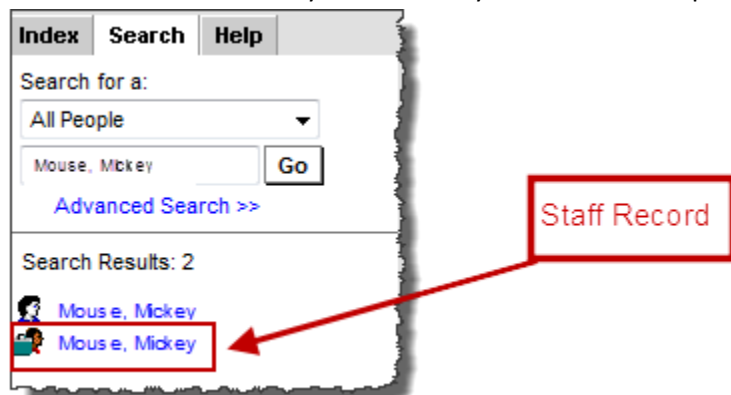 Index Search Help
Search for a:
All People
Mouse, Mickey
Go
Advanced Search >>
Staff Record
Search Results: 2
Mouse, Mickey
Mouse, Mickey